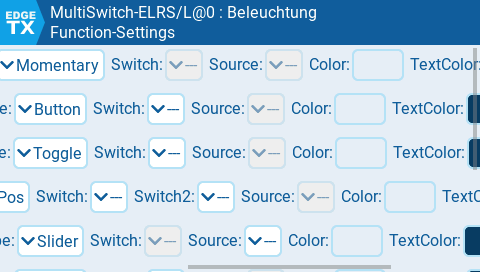 EDGE
TX
MultiSwitch-ELRS/L@0 : Beleuchtung
Function-Settings
Momentary Switch: --- Source: --- Color: TextColor:
e: Button Switch: --- Source: --- Color: TextColor:
e: Toggle Switch: --- Source: --- Color: TextColor:
Pos Switch: --- Switch2: --- Source: --- Color: TextC
pe: Slider Switch: --- Source: --- Color: TextColor: